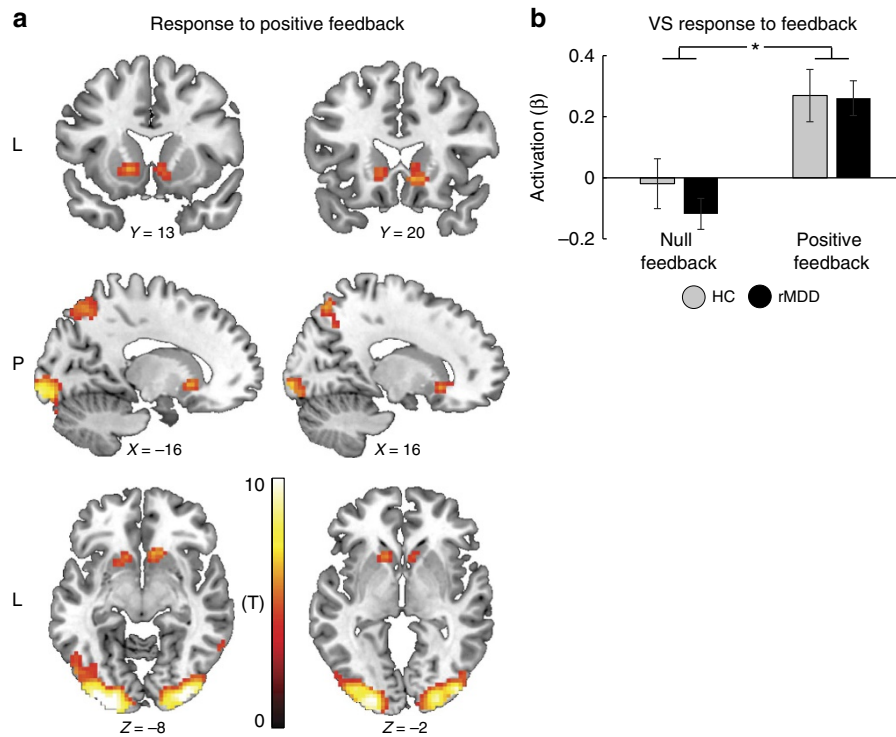 a
Response to positive feedback
L
Y = 13
Y = 20
P
X = –16
X = 16
L
10
(T)
0
Z = –8
Z = –2
b
VS response to feedback
*
Activation (β)
0.4
0.2
0
–0.2
Null
feedback
Positive
feedback
HC
rMDD